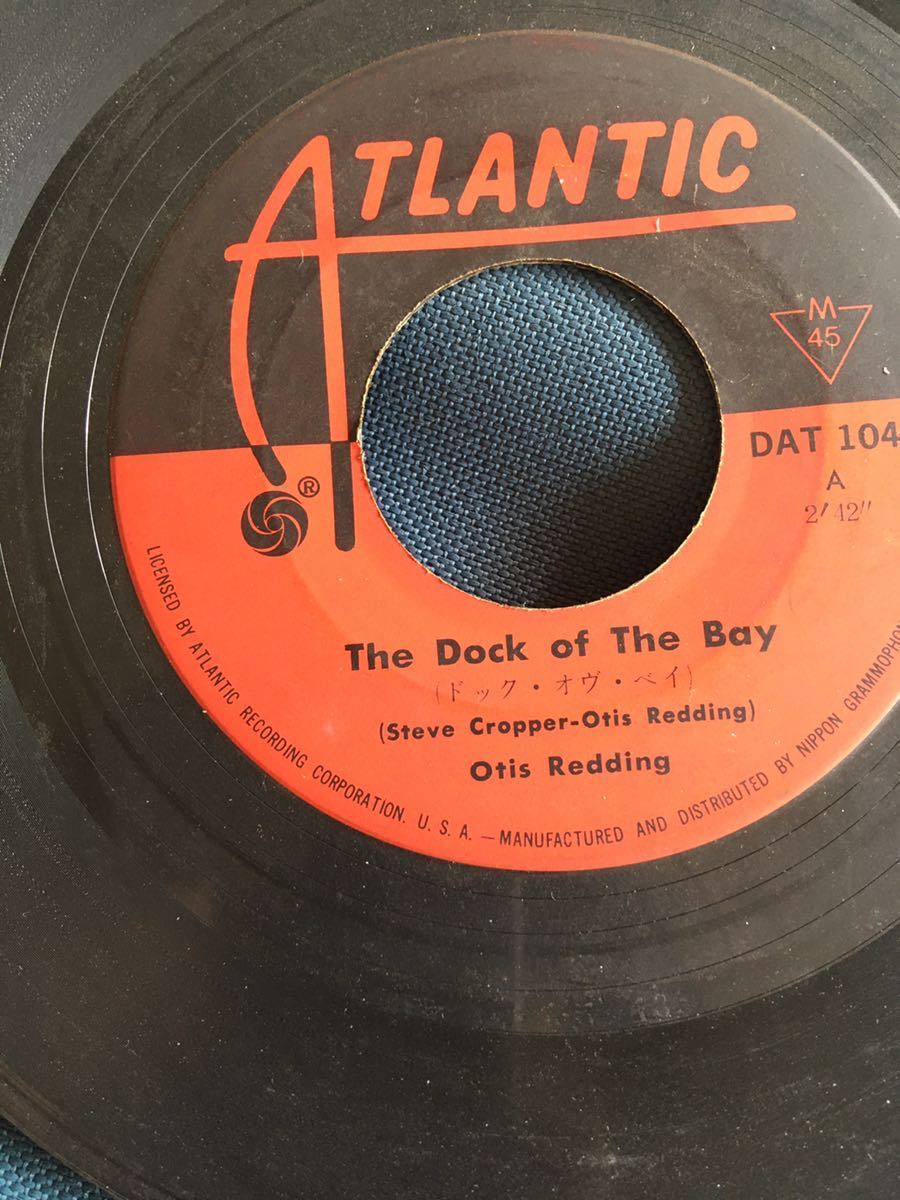 ATLANTIC
M
45
®
DAT 104
A
2'42"
The Dock of The Bay
(ドック・オヴ・ベイ)
(Steve Cropper-Otis Redding)
Otis Redding
LICENSED BY ATLANTIC RECORDING CORPORATION. U. S. A. — MANUFACTURED AND DISTRIBUTED BY NIPPON